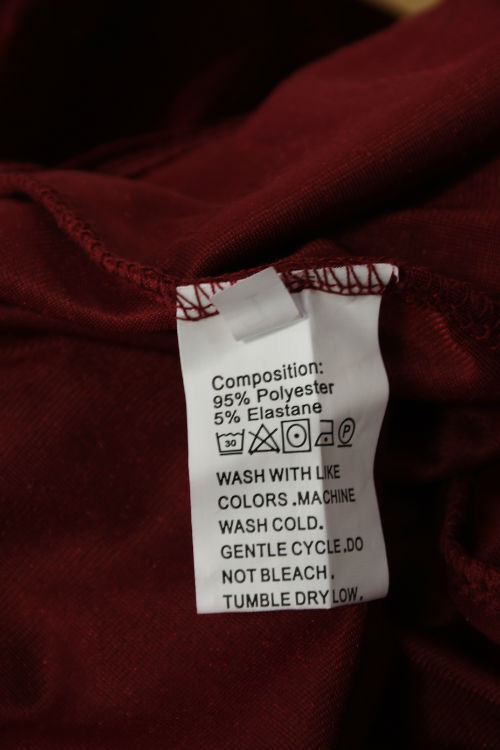 Composition:
95% Polyester
5% Elastane
30 P
WASH WITH LIKE
COLORS .MACHINE
WASH COLD.
GENTLE CYCLE.DO
NOT BLEACH.
TUMBLE DRY LOW.